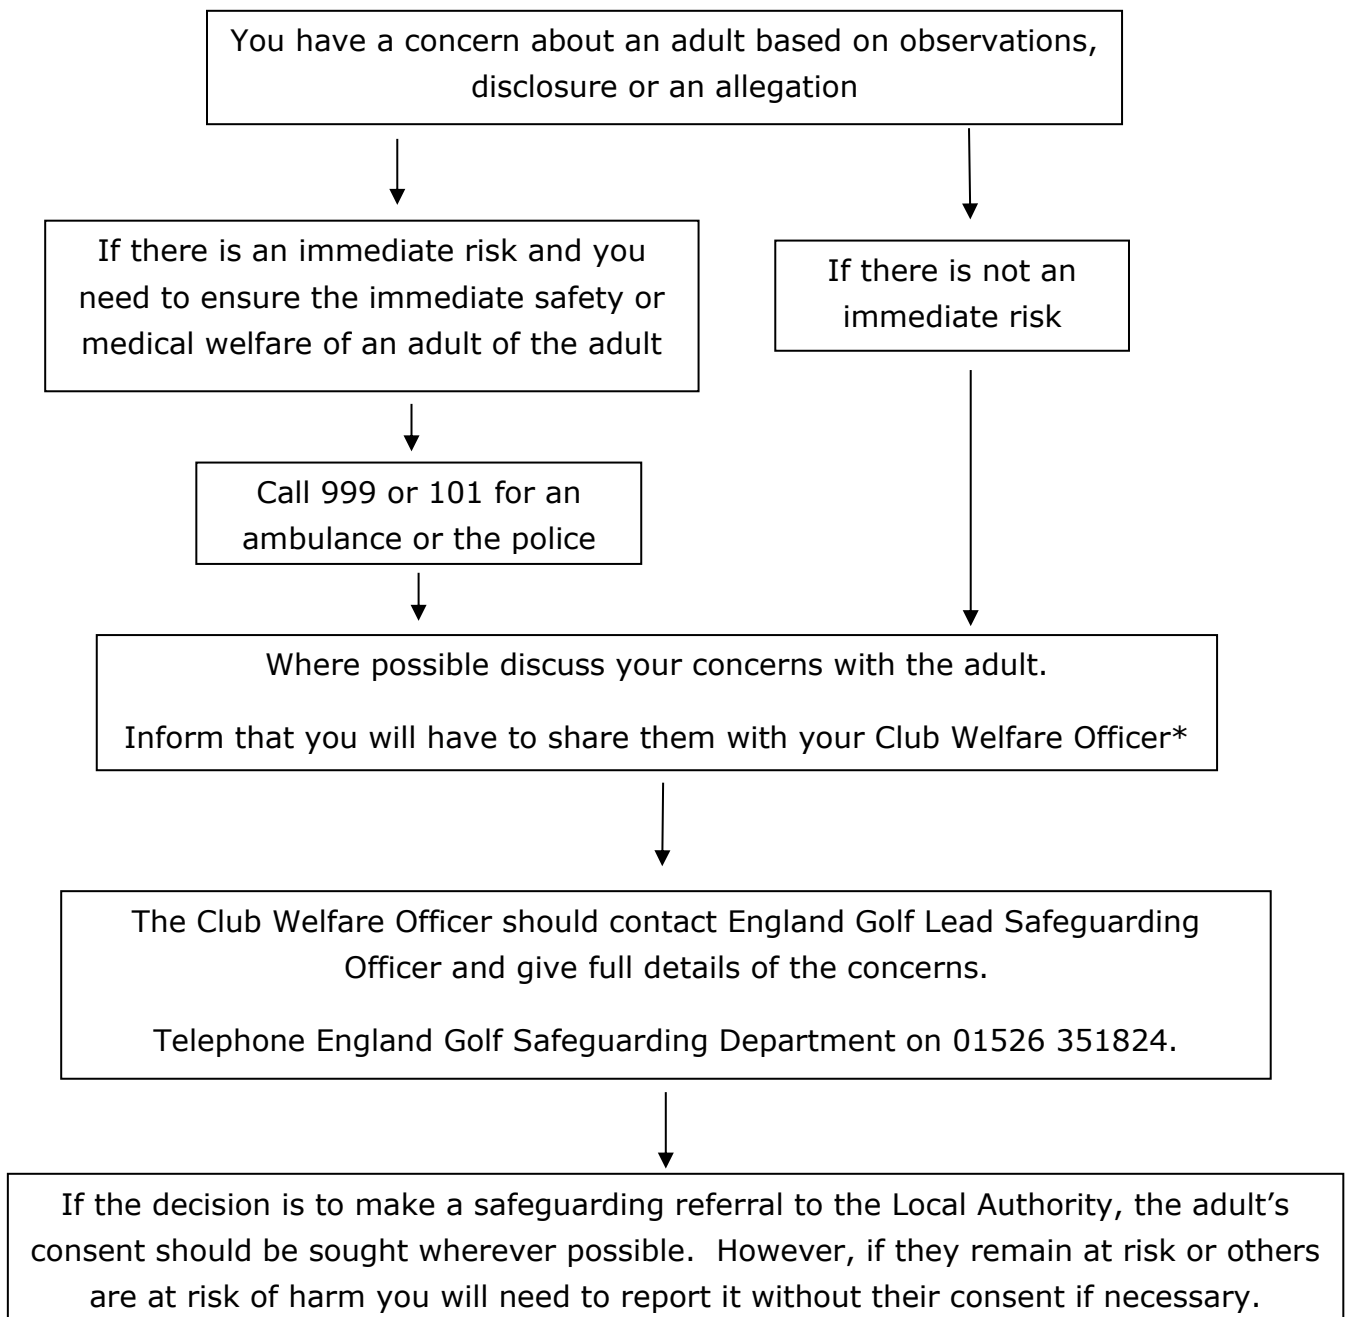 You have a concern about an adult based on observations,
disclosure or an allegation
If there is an immediate risk and you
need to ensure the immediate safety or
medical welfare of an adult of the adult
If there is not an
immediate risk
Call 999 or 101 for an
ambulance or the police
Where possible discuss your concerns with the adult.
Inform that you will have to share them with your Club Welfare Officer*
The Club Welfare Officer should contact England Golf Lead Safeguarding
Officer and give full details of the concerns.
Telephone England Golf Safeguarding Department on 01526 351824.
If the decision is to make a safeguarding referral to the Local Authority, the adult’s
consent should be sought wherever possible.  However, if they remain at risk or others
are at risk of harm you will need to report it without their consent if necessary.